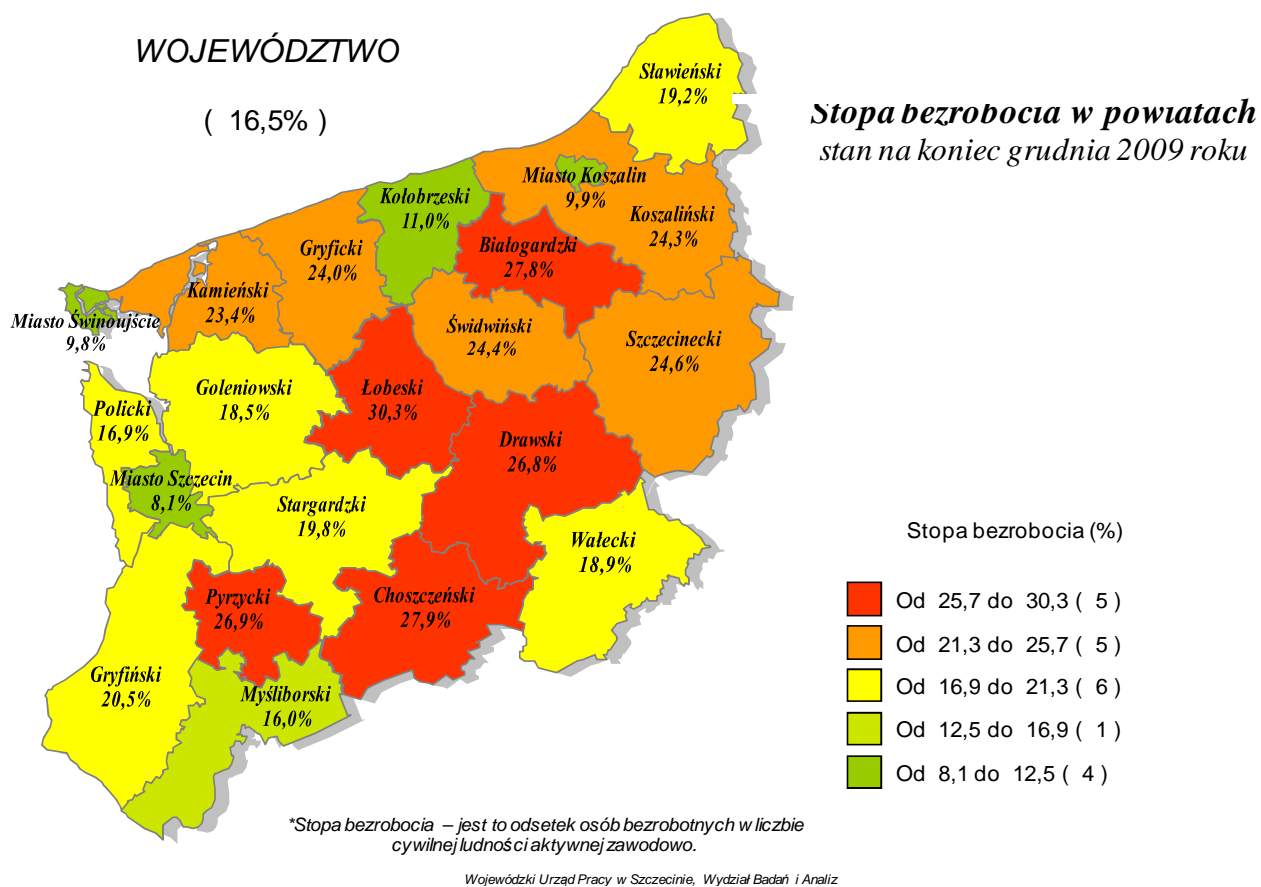 WOJEWÓDZTWO
( 16,5% )
Stopa bezrobocia w powiatach
stan na koniec grudnia 2009 roku
Sławieński
19,2%
Miasto Koszalin
9,9%
Kołobrzeski
11,0%
Koszaliński
24,3%
Gryficki
24,0%
Białogardzki
27,8%
Kamieński
23,4%
Miasto Świnoujście
9,8%
Świdwiński
24,4%
Szczecinecki
24,6%
Goleniowski
18,5%
Łobeski
30,3%
Policki
16,9%
Drawski
26,8%
Miasto Szczecin
8,1%
Stargardzki
19,8%
Wałecki
18,9%
Pyrzycki
26,9%
Choszczeński
27,9%
Gryfiński
20,5%
Myśliborski
16,0%
Stopa bezrobocia (%)
Od 25,7 do 30,3 ( 5 )
Od 21,3 do 25,7 ( 5 )
Od 16,9 do 21,3 ( 6 )
Od 12,5 do 16,9 ( 1 )
Od 8,1 do 12,5 ( 4 )
*Stopa bezrobocia – jest to odsetek osób bezrobotnych w liczbie
cywilnej ludności aktywnej zawodowo.
Wojewódzki Urząd Pracy w Szczecinie, Wydział Badań i Analiz